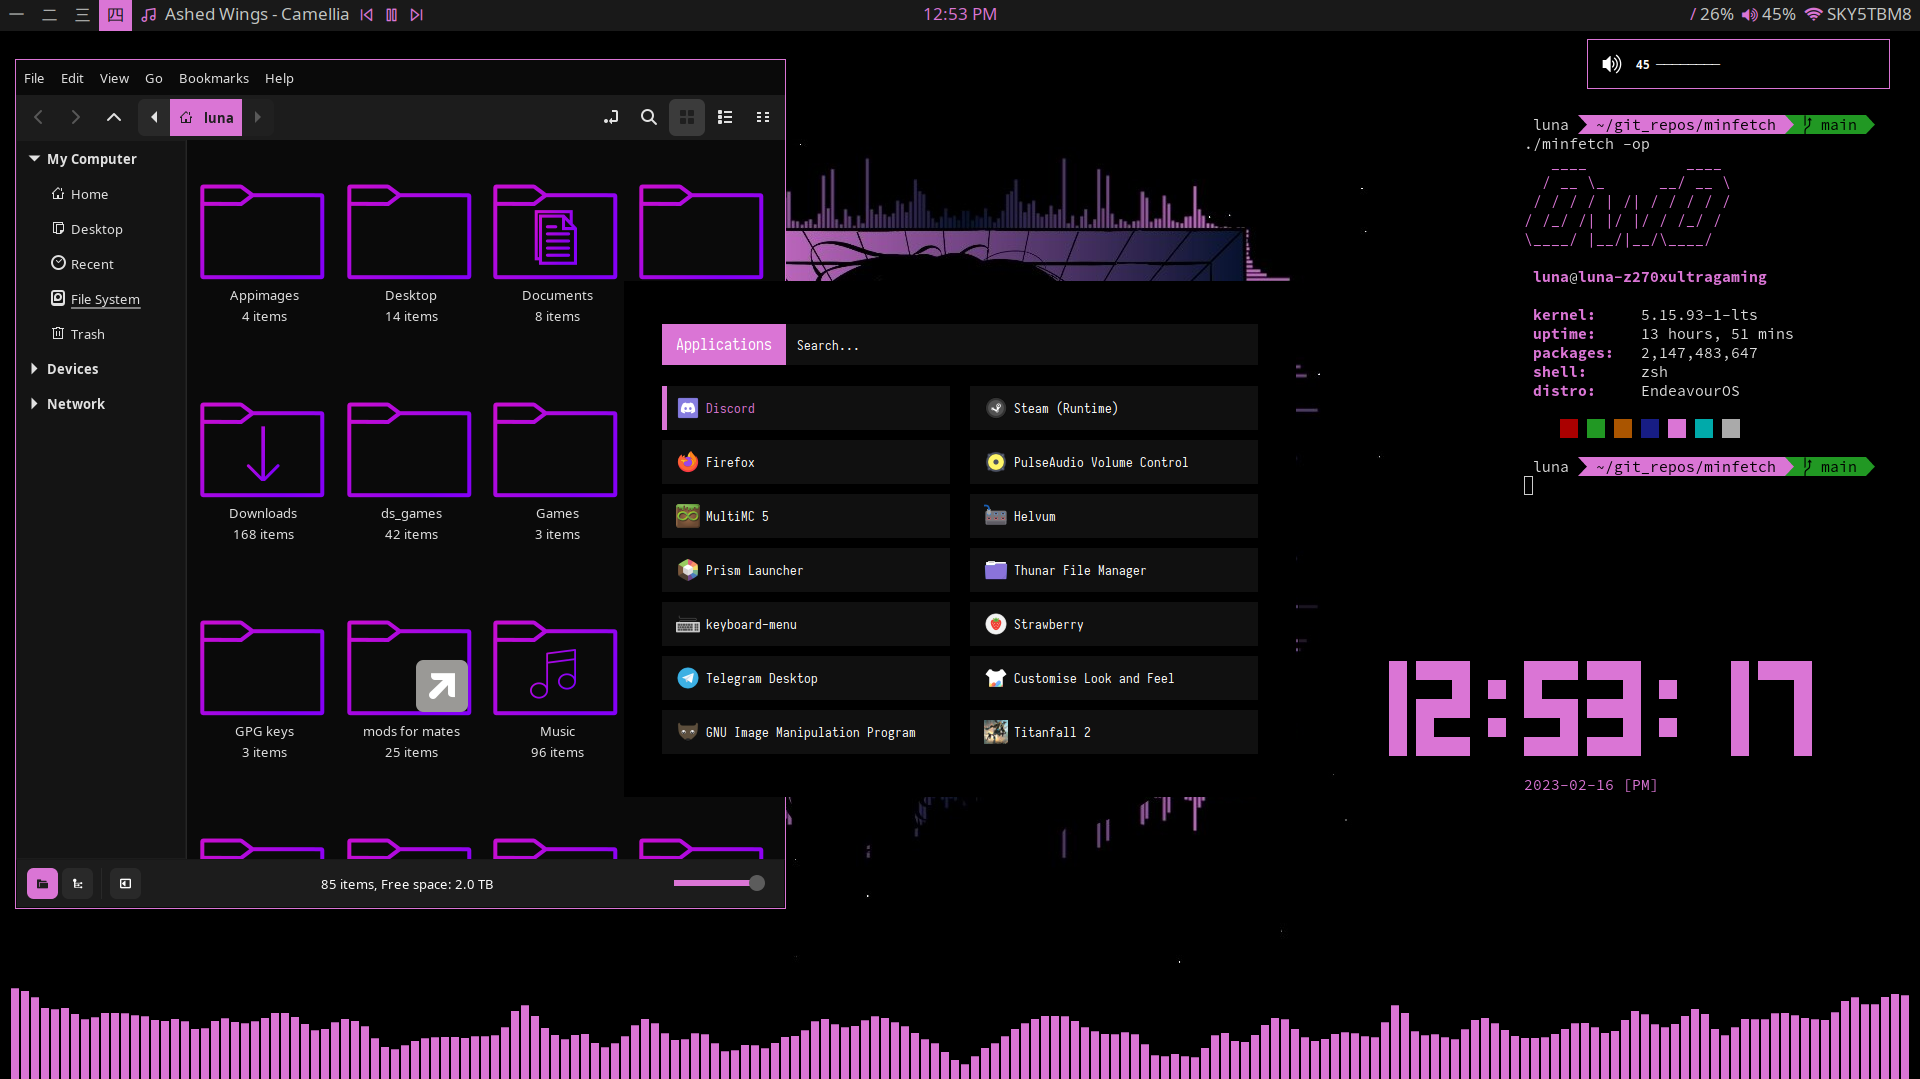 一 二 三 四 Ashed Wings - Camellia
12:53 PM
/ 26% 45% SKY5TBM8
45
File Edit View Go Bookmarks Help
luna
My Computer
Home
Desktop
Recent
File System
Trash
Devices
Network
Appimages
4 items
Desktop
14 items
Documents
8 items
Downloads
168 items
ds_games
42 items
Games
3 items
GPG keys
3 items
mods for mates
25 items
Music
96 items
85 items, Free space: 2.0 TB
Applications Search...
Discord
Steam (Runtime)
Firefox
PulseAudio Volume Control
MultiMC 5
Helvum
Prism Launcher
Thunar File Manager
keyboard-menu
Strawberry
Telegram Desktop
Customise Look and Feel
GNU Image Manipulation Program
Titanfall 2
luna ~/git_repos/minfetch main
./minfetch -op
luna@luna-z270xultragaming
kernel: 5.15.93-1-lts
uptime: 13 hours, 51 mins
packages: 2,147,483,647
shell: zsh
distro: EndeavourOS
luna ~/git_repos/minfetch main
12:53:17
2023-02-16 [PM]